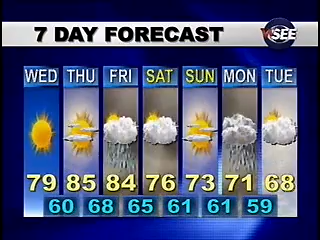 7 DAY FORECAST
WSEE
WED THU FRI SAT SUN MON TUE
79 85 84 76 73 71 68
60 68 65 61 61 59